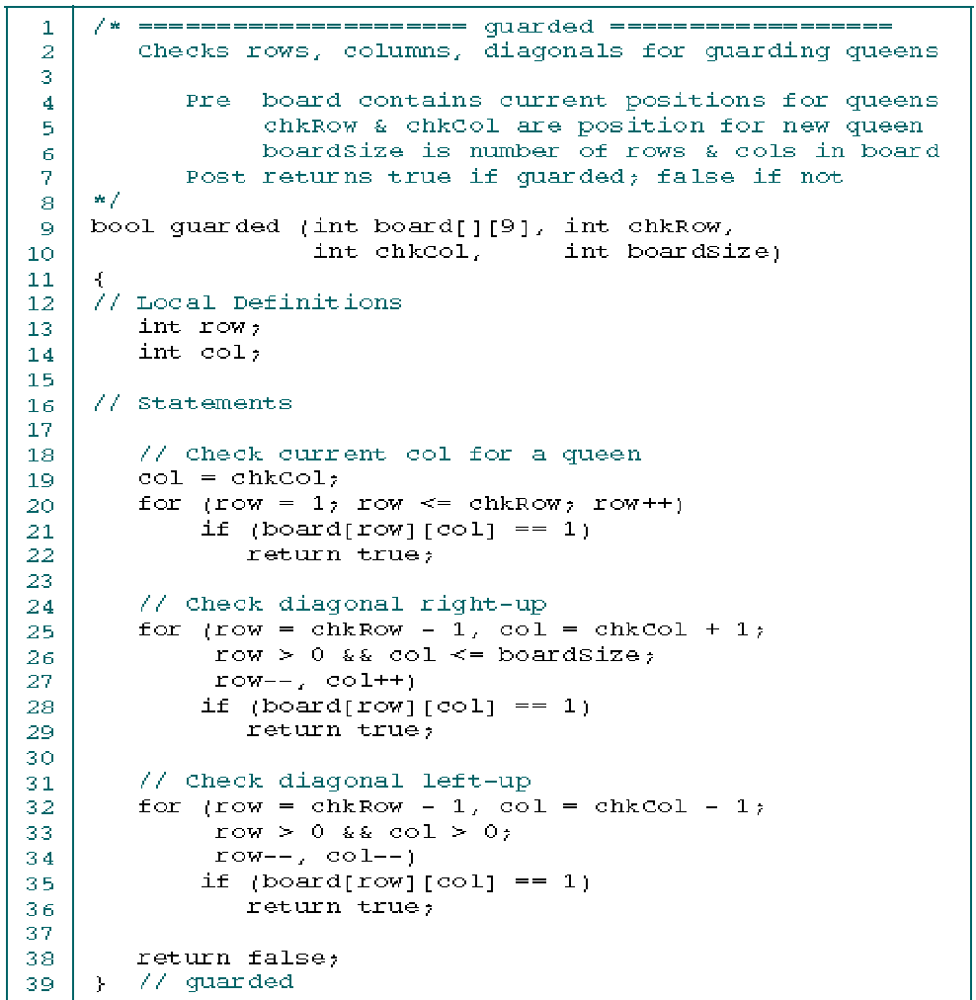 1 /* ===================== guarded ==================
2 Checks rows, columns, diagonals for guarding queens
3
4 Pre board contains current positions for queens
5 chkRow & chkCol are position for new queen
6 boardSize is number of rows & cols in board
7 Post returns true if guarded; false if not
8 */
9 bool guarded (int board[][9], int chkRow,
10 int chkCol, int boardSize)
11 {
12 // Local Definitions
13 int row;
14 int col;
15
16 // Statements
17
18 // Check current col for a queen
19 col = chkCol;
20 for (row = 1; row <= chkRow; row++)
21 if (board[row][col] == 1)
22 return true;
23
24 // Check diagonal right-up
25 for (row = chkRow - 1, col = chkCol + 1;
26 row > 0 && col <= boardSize;
27 row--, col++)
28 if (board[row][col] == 1)
29 return true;
30
31 // Check diagonal left-up
32 for (row = chkRow - 1, col = chkCol - 1;
33 row > 0 && col > 0;
34 row--, col--)
35 if (board[row][col] == 1)
36 return true;
37
38 return false;
39 } // guarded